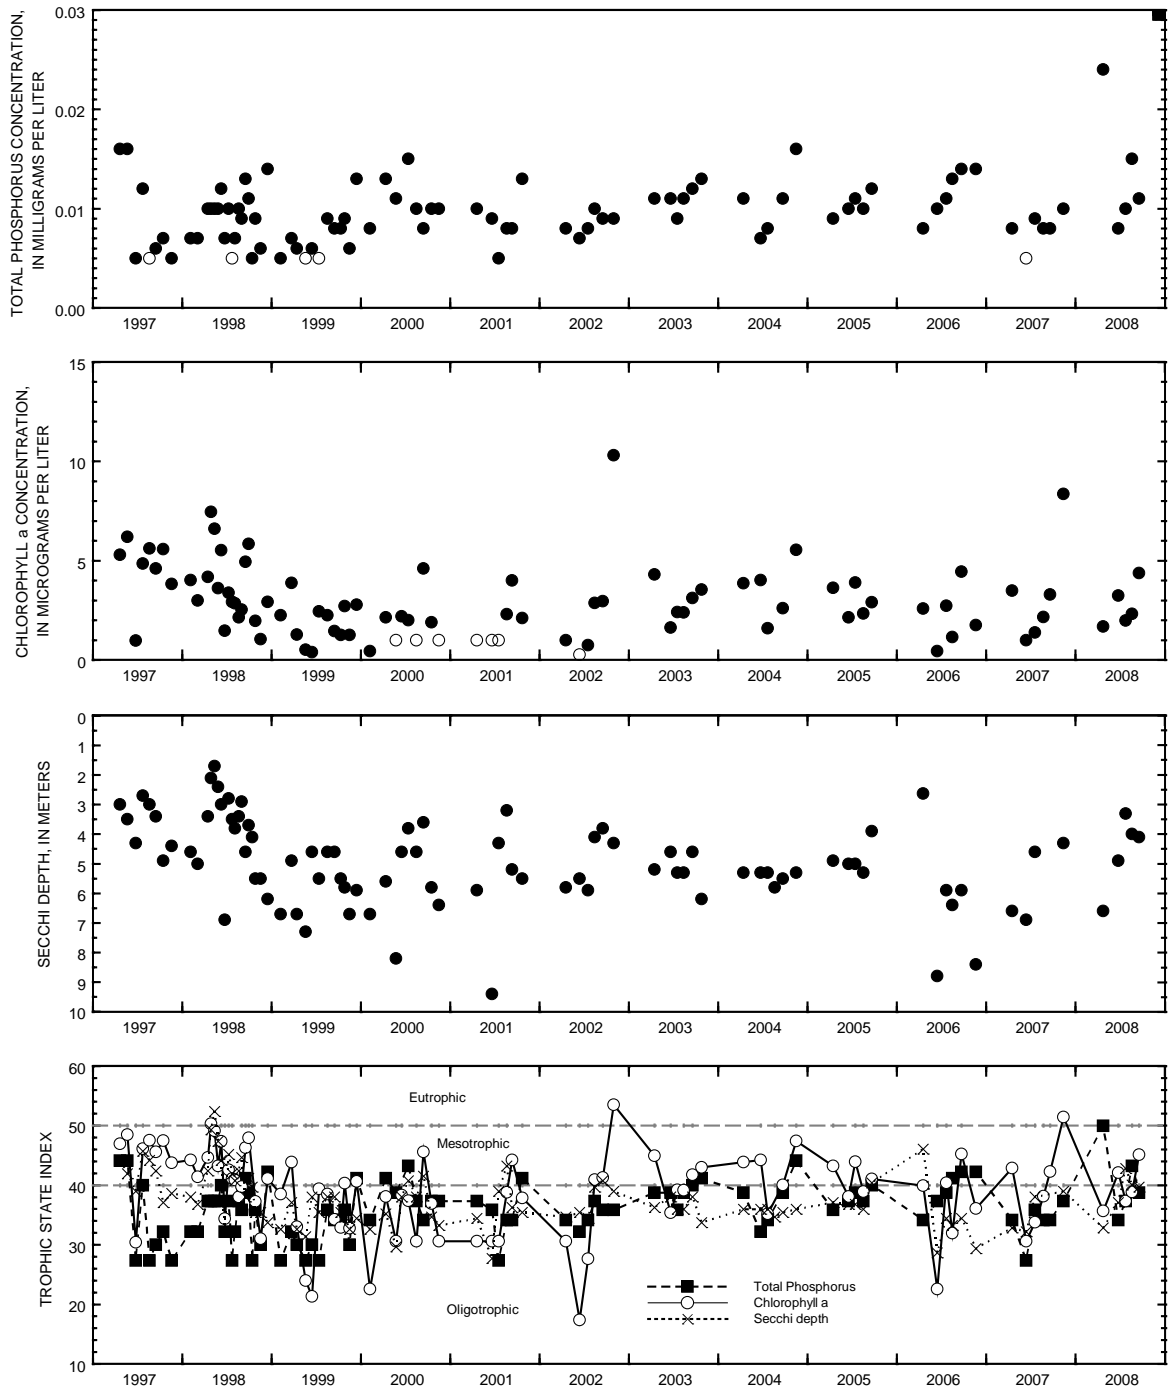 TOTAL PHOSPHORUS CONCENTRATION,
IN MILLIGRAMS PER LITER
0.03
0.02
0.01
0.00
1997 1998 1999 2000 2001 2002 2003 2004 2005 2006 2007 2008
CHLOROPHYLL a CONCENTRATION,
IN MICROGRAMS PER LITER
15
10
5
0
1997 1998 1999 2000 2001 2002 2003 2004 2005 2006 2007 2008
SECCHI DEPTH, IN METERS
0
1
2
3
4
5
6
7
8
9
10
1997 1998 1999 2000 2001 2002 2003 2004 2005 2006 2007 2008
TROPHIC STATE INDEX
60
50
40
30
20
10
Eutrophic
Mesotrophic
Oligotrophic
Total Phosphorus
Chlorophyll a
Secchi depth
1997 1998 1999 2000 2001 2002 2003 2004 2005 2006 2007 2008